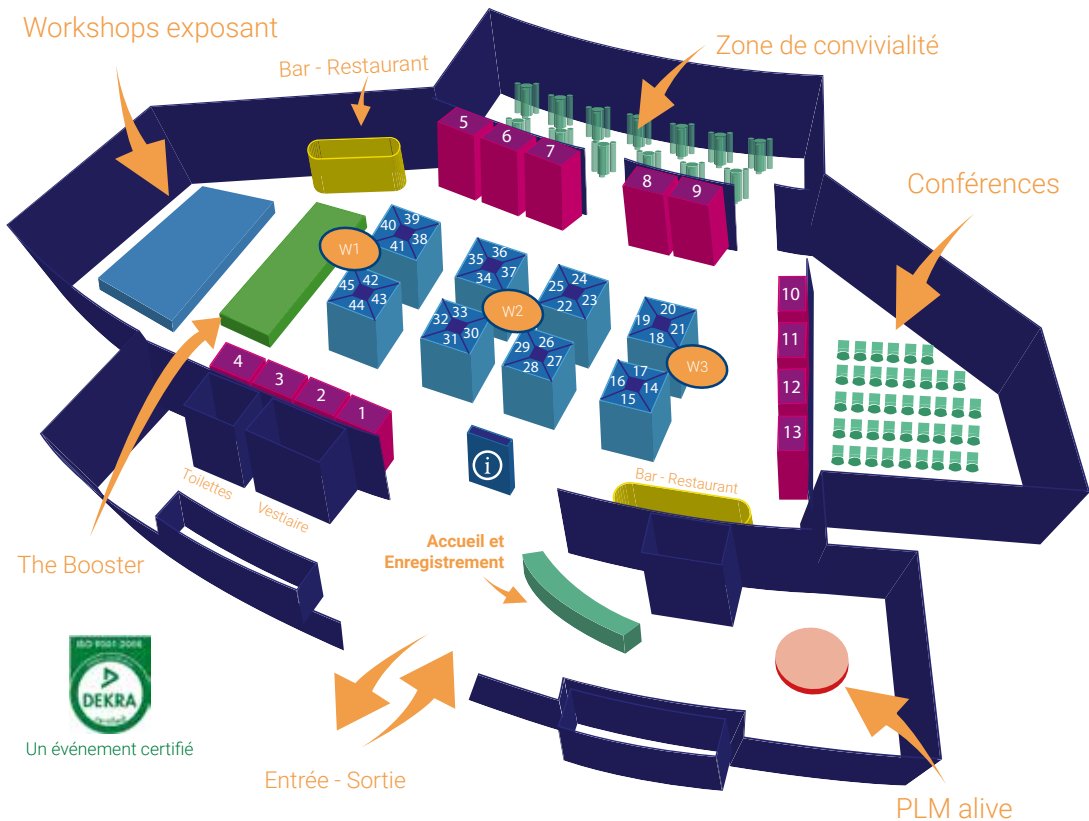 Workshops exposant
Bar - Restaurant
Zone de convivialité
Conférences
5
6
7
8
9
40 39
41 38
W1
45 42
44 43
35 36
34 37
W2
25 24
22 23
32 33
31 30
29 26
28 27
19 20
18 21
W3
16 17
15 14
10
11
12
13
4
3
2
1
i
Toilettes
Vestiaire
Bar - Restaurant
The Booster
Accueil et
Enregistrement
ISO 9001:2008
DEKRA
Un événement certifié
Entrée - Sortie
PLM alive